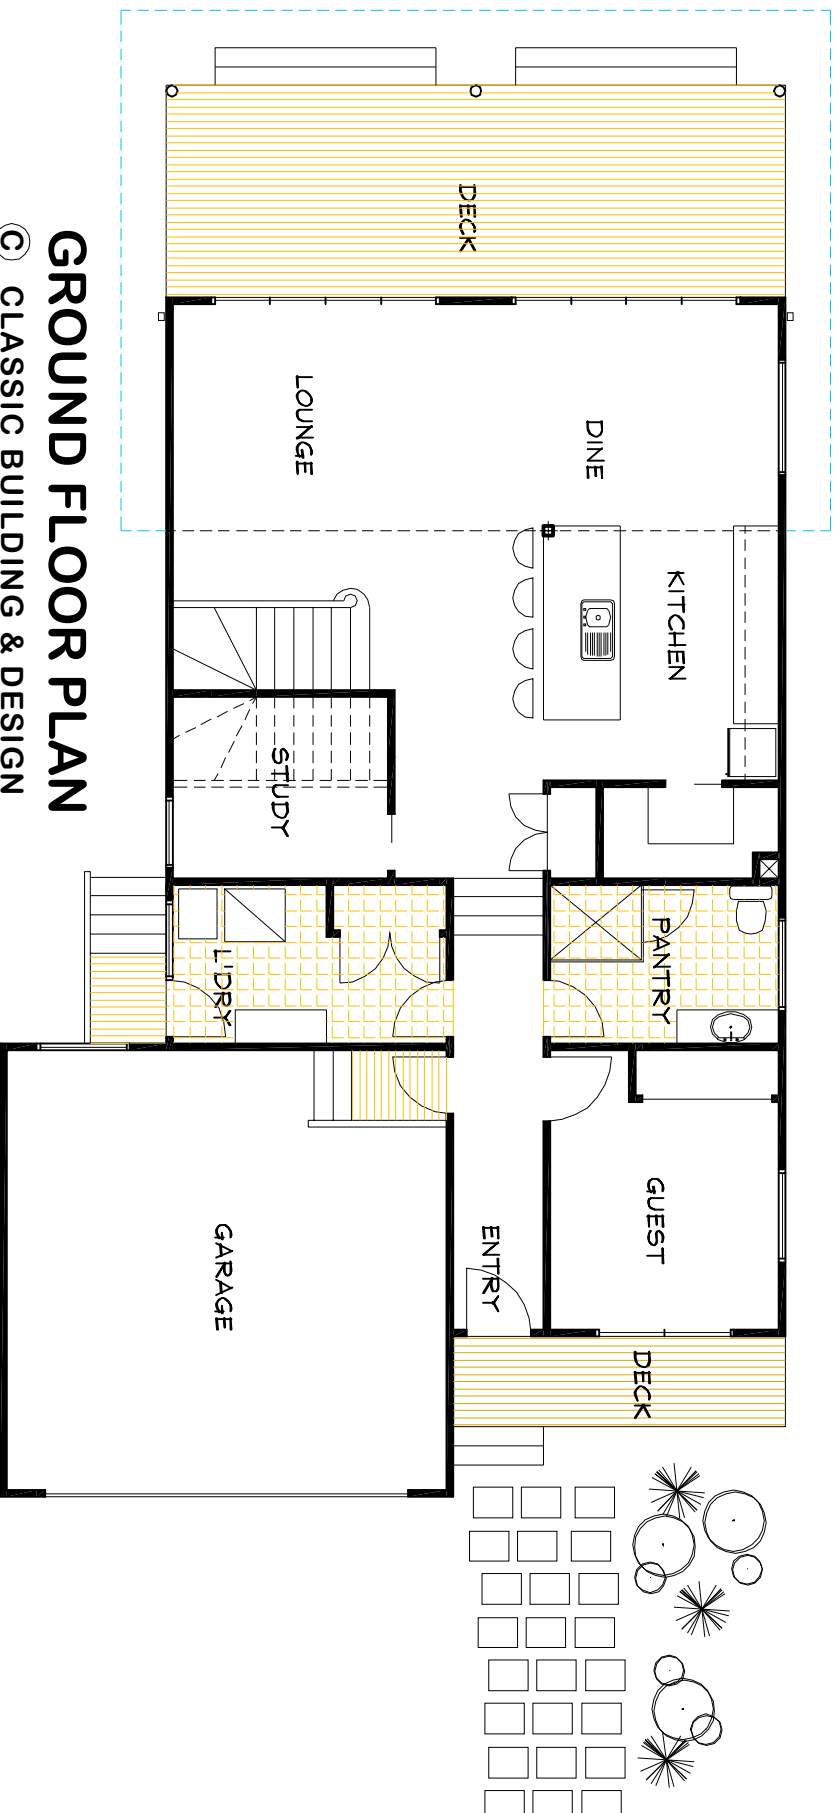 DECK
LOUNGE
DINE
KITCHEN
STUDY
L'DRY
PANTRY
GARAGE
ENTRY
GUEST
DECK
GROUND FLOOR PLAN
© CLASSIC BUILDING & DESIGN